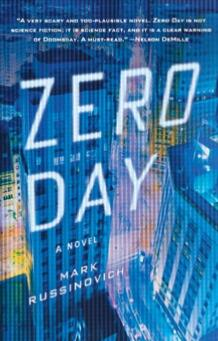 "A very scary and too-plausible novel. Zero Day is not
science fiction; it is science fact, and it is a clear warning
of Doomsday. A must-read." —Nelson DeMille
ZERO
DAY
A NOVEL
MARK
RUSSINOVICH